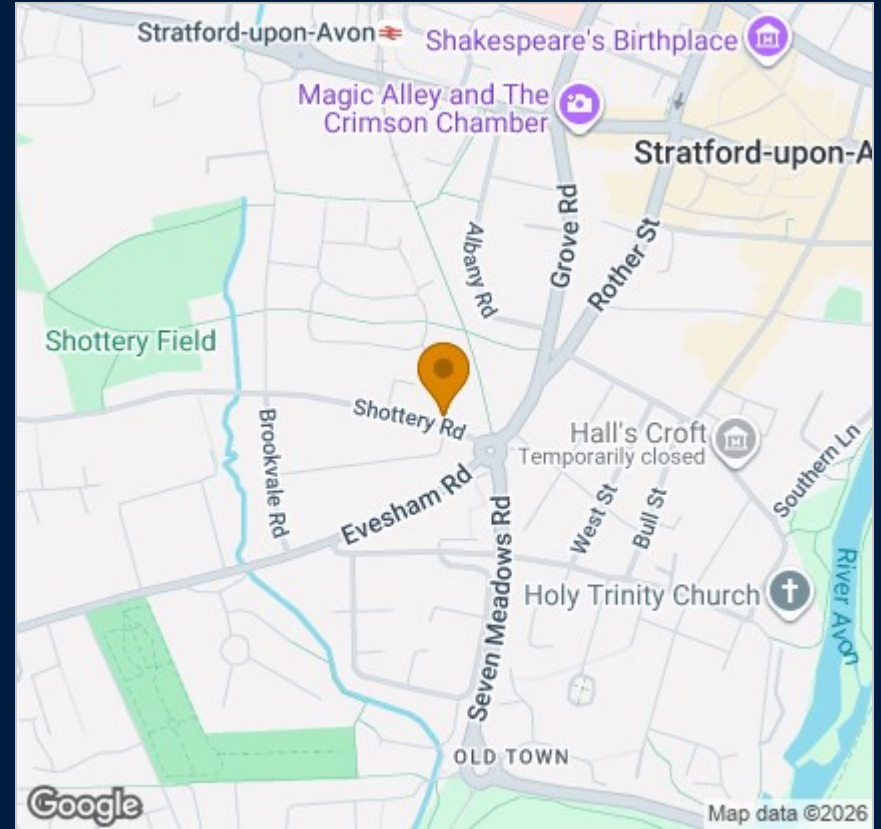 Stratford-upon-Avon
Shakespeare's Birthplace
Magic Alley and The
Crimson Chamber
Stratford-upon-A
Grove Rd
Albany Rd
Rother St
Shottery Field
Shottery Rd
Brookvale Rd
Hall's Croft
Temporarily closed
Southern Ln
Evesham Rd
West St
Bull St
Seven Meadows Rd
Holy Trinity Church
River Avon
OLD TOWN
Google
Map data ©2026